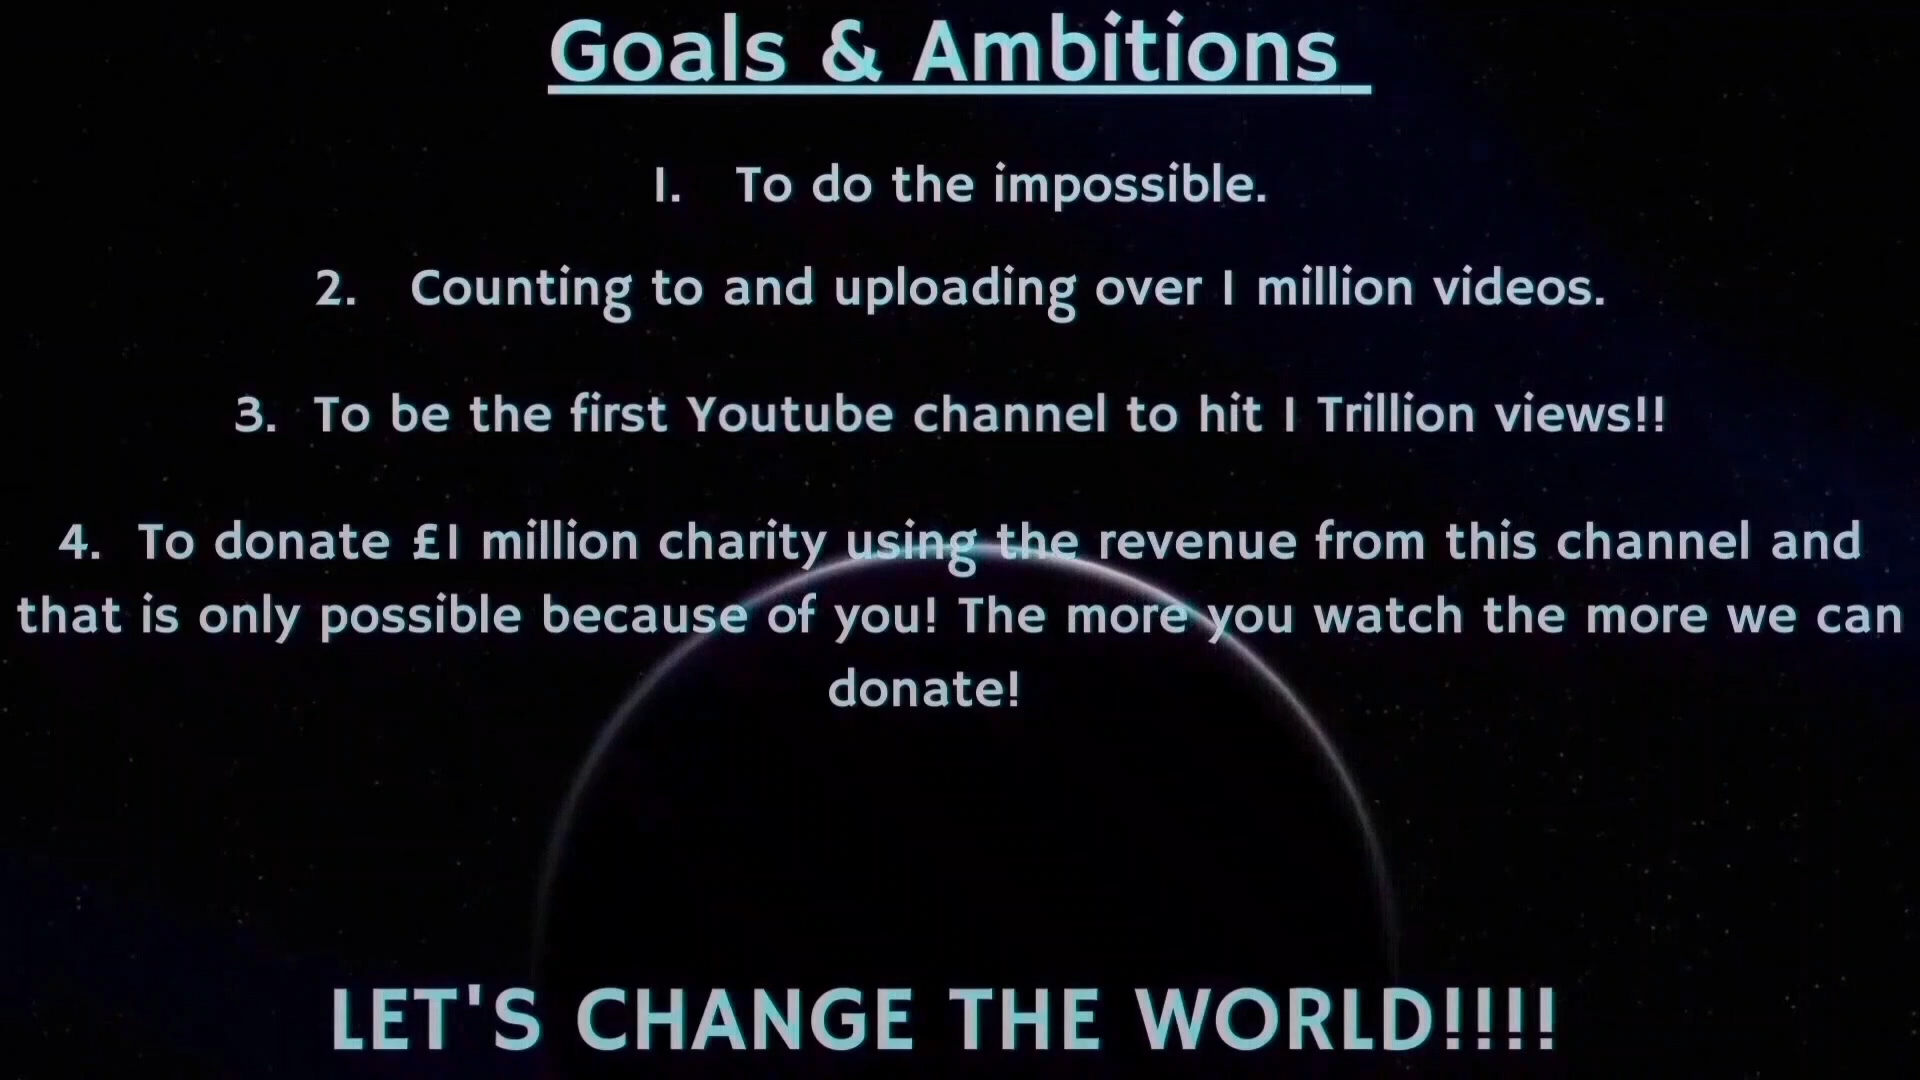 Goals & Ambitions
1. To do the impossible.
2. Counting to and uploading over 1 million videos.
3. To be the first Youtube channel to hit 1 Trillion views!!
4. To donate £1 million charity using the revenue from this channel and
that is only possible because of you! The more you watch the more we can
donate!
LET'S CHANGE THE WORLD!!!!